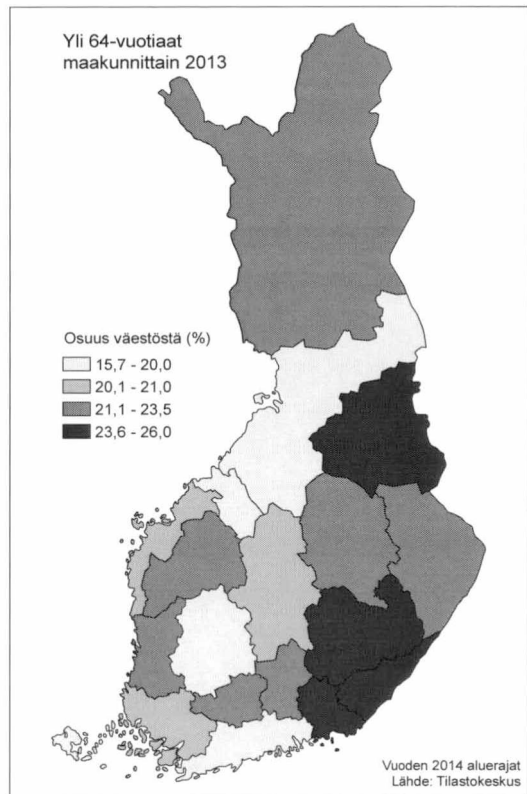 Yli 64-vuotiaat
maakunnittain 2013
Osuus väestöstä (%)
15,7 - 20,0
20,1 - 21,0
21,1 - 23,5
23,6 - 26,0
Vuoden 2014 aluerajat
Lähde: Tilastokeskus